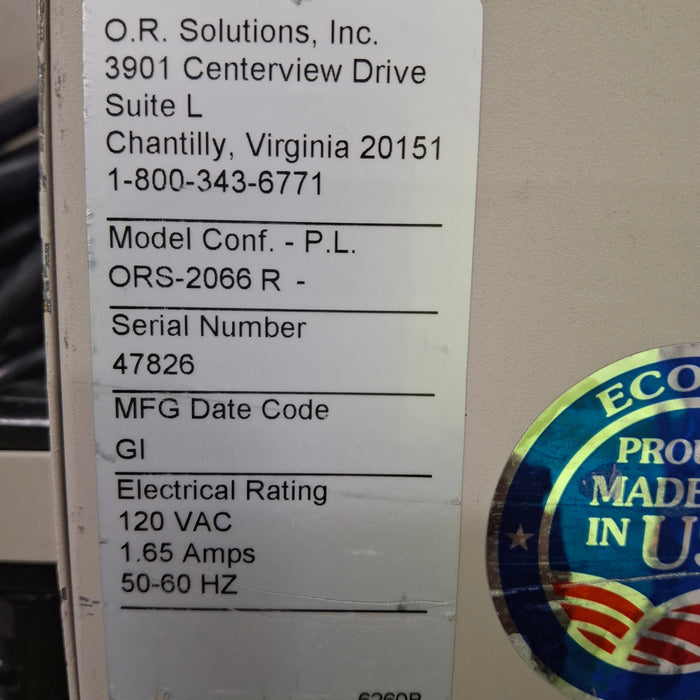 O.R. Solutions, Inc.
3901 Centerview Drive
Suite L
Chantilly, Virginia 20151
1-800-343-6771
Model Conf. - P.L.
ORS-2066 R -
Serial Number
47826
MFG Date Code
GI
Electrical Rating
120 VAC
1.65 Amps
50-60 HZ
ECO
PROU
MADE
IN US